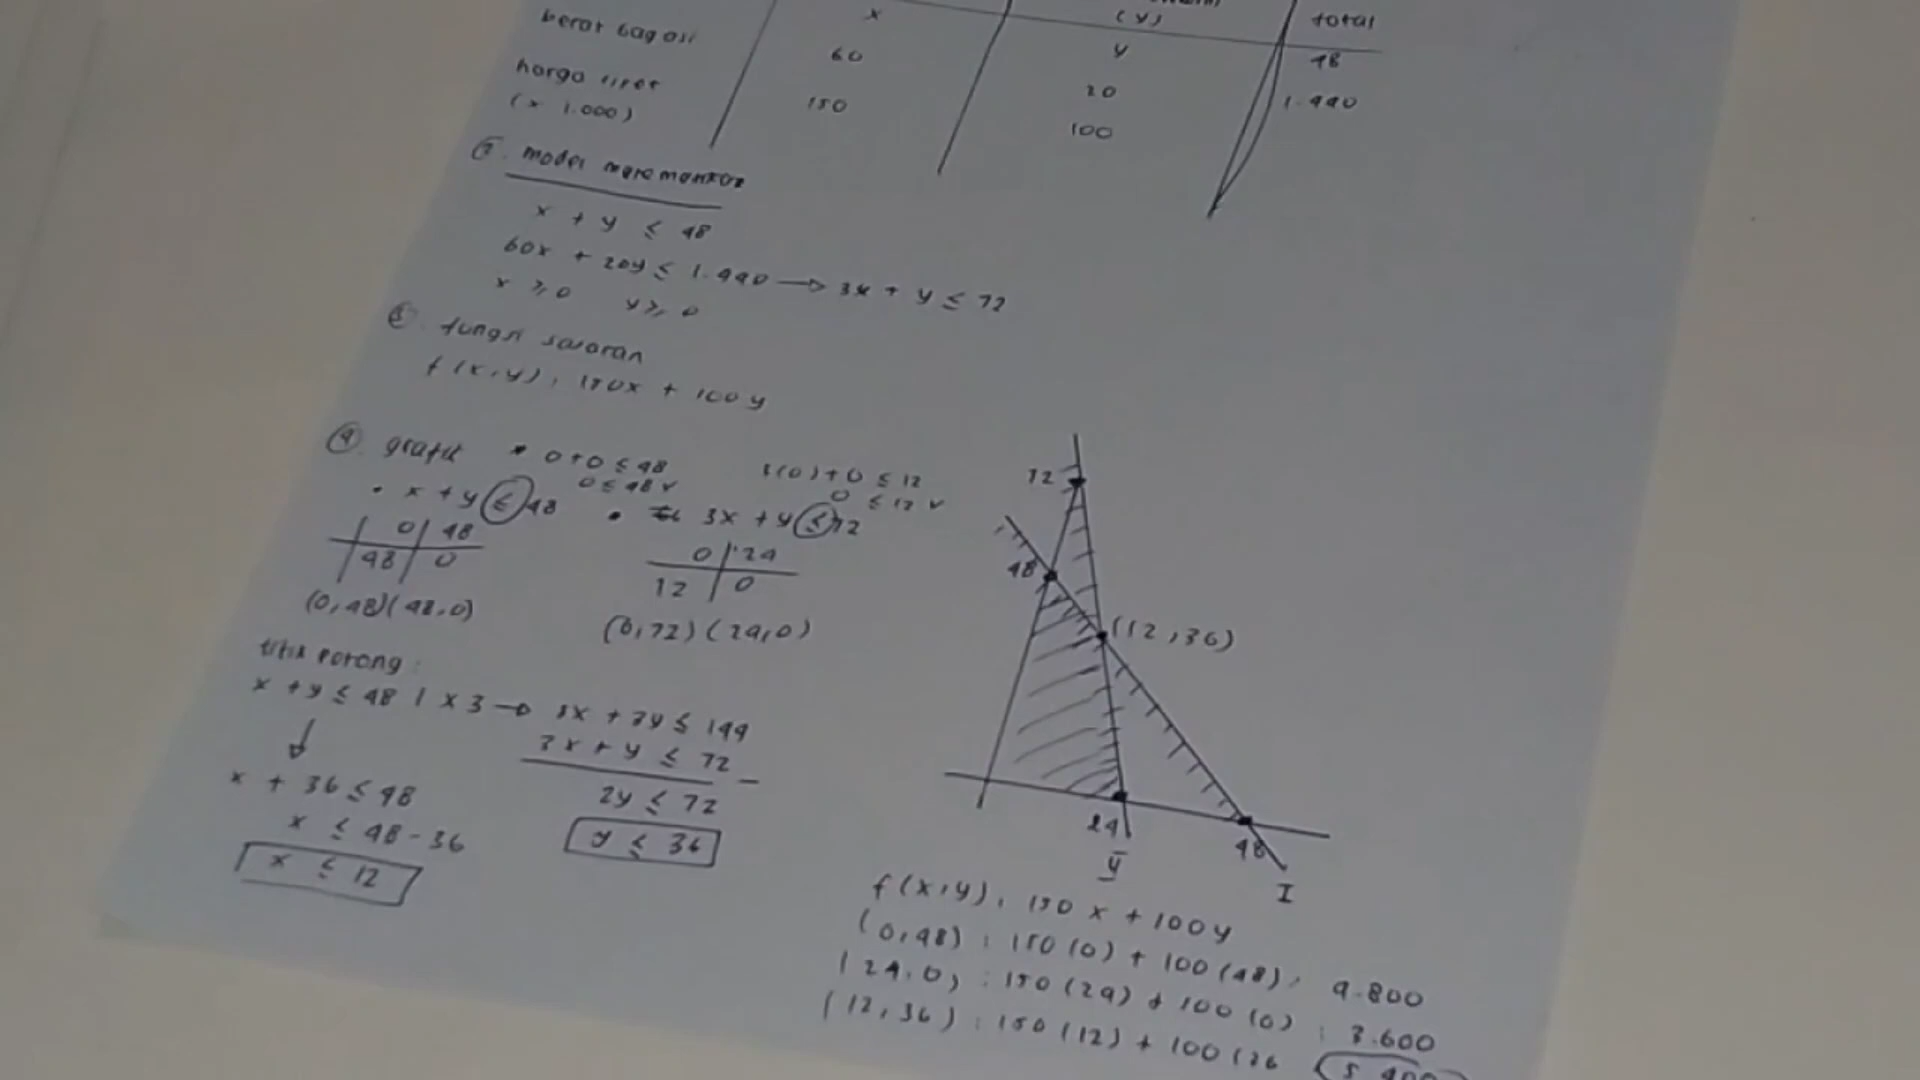 x (y) total
berat bagasi 60 y 48
harga tiket 150 20 1.440
(x 1.000) 100
model matematika
x + y ≤ 48
60x + 20y ≤ 1.440 → 3x + y ≤ 72
x ≥ 0 y ≥ 0
③. fungsi sasaran
f(x,y) : 150x + 100y
④. grafik • 0+0 ≤ 48 3(0)+0 ≤ 72
0 ≤ 48 ✓ 0 ≤ 72 ✓
• x + y ≤ 48 • 3x + y ≤ 72
0 48 0 24
48 0 72 0
(0,48)(48,0) (0,72)(24,0)
titik potong :
x + y ≤ 48 | x 3 → 3x + 3y ≤ 144
3x + y ≤ 72 −
2y ≤ 72
y ≤ 36
x + 36 ≤ 48
x ≤ 48 - 36
x ≤ 12
72
48
(12,36)
24
48
I
f(x,y) : 150x + 100y
(0,48) : 150(0) + 100(48) : 4.800
(24,0) : 150(24) + 100(0) : 3.600
(12,36) : 150(12) + 100(36